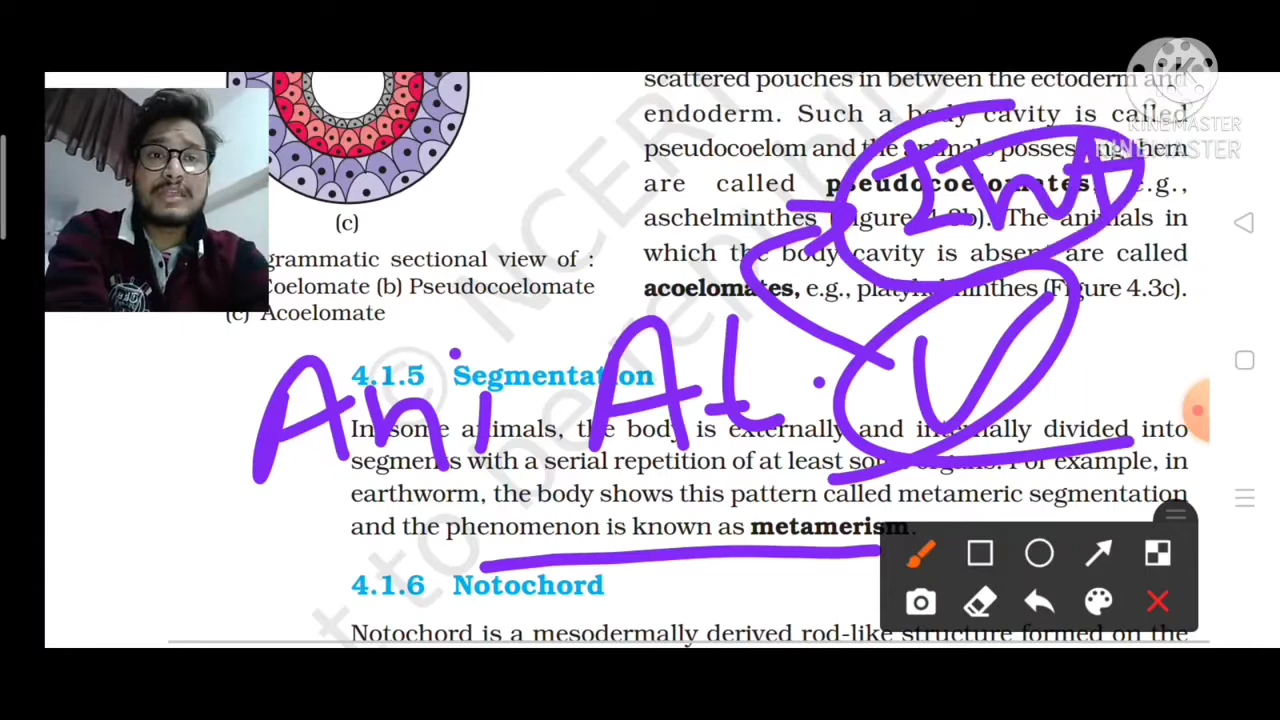 scattered pouches in between the ectoderm and
endoderm. Such a body cavity is called
pseudocoelom and the animals possessing them
are called pseudocoelomates, e.g.,
aschelminthes (Figure 4.3b). The animals in
which the body cavity is absent are called
acoelomates, e.g., platyhelminthes (Figure 4.3c).
(c)
grammatic sectional view of :
Coelomate (b) Pseudocoelomate
(c) Acoelomate
4.1.5 Segmentation
In some animals, the body is externally and internally divided into
segments with a serial repetition of at least some organs. For example, in
earthworm, the body shows this pattern called metameric segmentation
and the phenomenon is known as metamerism.
4.1.6 Notochord
Notochord is a mesodermally derived rod-like structure formed on the
Ani At.
© NCERT
KINEMASTER
KINEMASTER
K